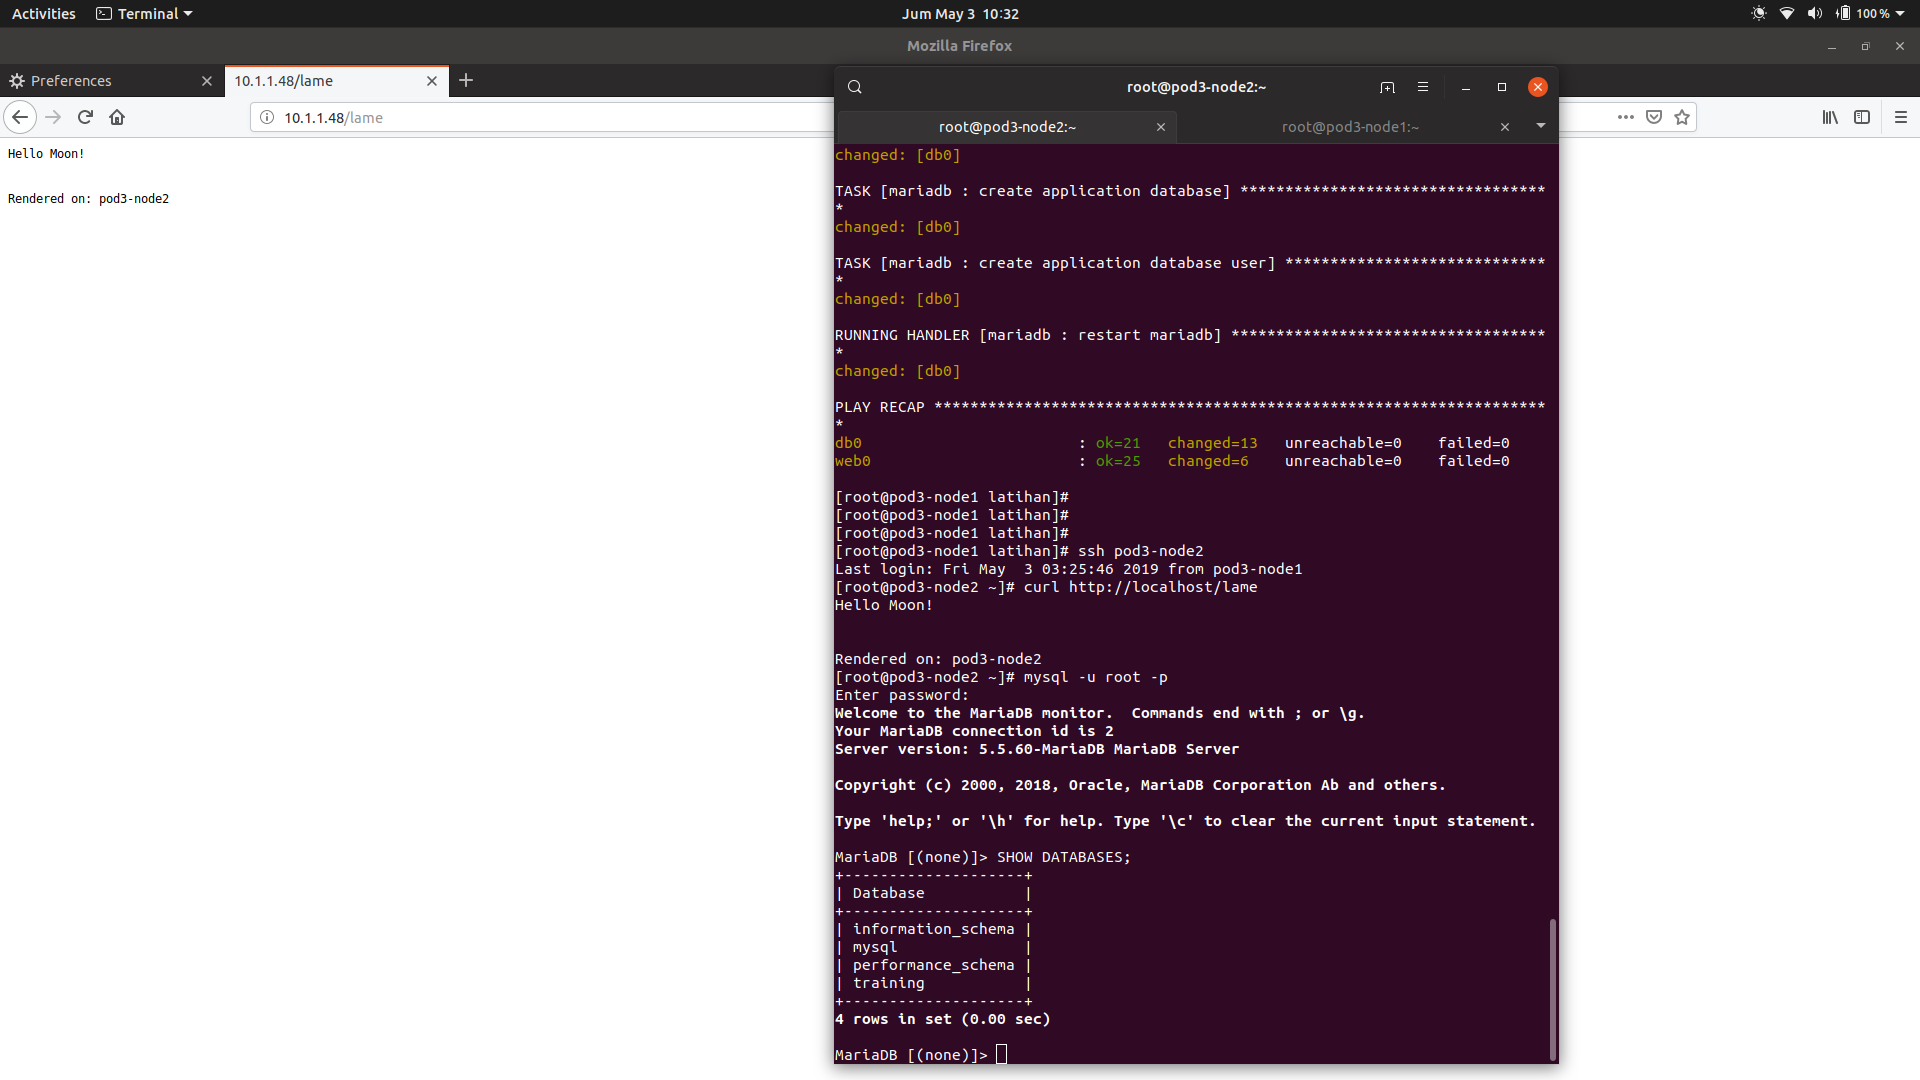 Activities Terminal Jum May 3 10:32 100 %
Mozilla Firefox
Preferences 10.1.1.48/lame
10.1.1.48/lame
Hello Moon!
Rendered on: pod3-node2
root@pod3-node2:~
root@pod3-node2:~ root@pod3-node1:~
changed: [db0]
TASK [mariadb : create application database] **********************************
*
changed: [db0]
TASK [mariadb : create application database user] *****************************
*
changed: [db0]
RUNNING HANDLER [mariadb : restart mariadb] ***********************************
*
changed: [db0]
PLAY RECAP ********************************************************************
*
db0                        : ok=21   changed=13   unreachable=0    failed=0
web0                       : ok=25   changed=6    unreachable=0    failed=0
[root@pod3-node1 latihan]#
[root@pod3-node1 latihan]#
[root@pod3-node1 latihan]#
[root@pod3-node1 latihan]# ssh pod3-node2
Last login: Fri May  3 03:25:46 2019 from pod3-node1
[root@pod3-node2 ~]# curl http://localhost/lame
Hello Moon!
Rendered on: pod3-node2
[root@pod3-node2 ~]# mysql -u root -p
Enter password:
Welcome to the MariaDB monitor.  Commands end with ; or \g.
Your MariaDB connection id is 2
Server version: 5.5.60-MariaDB MariaDB Server
Copyright (c) 2000, 2018, Oracle, MariaDB Corporation Ab and others.
Type 'help;' or '\h' for help. Type '\c' to clear the current input statement.
MariaDB [(none)]> SHOW DATABASES;
+--------------------+
| Database           |
+--------------------+
| information_schema |
| mysql              |
| performance_schema |
| training           |
+--------------------+
4 rows in set (0.00 sec)
MariaDB [(none)]>